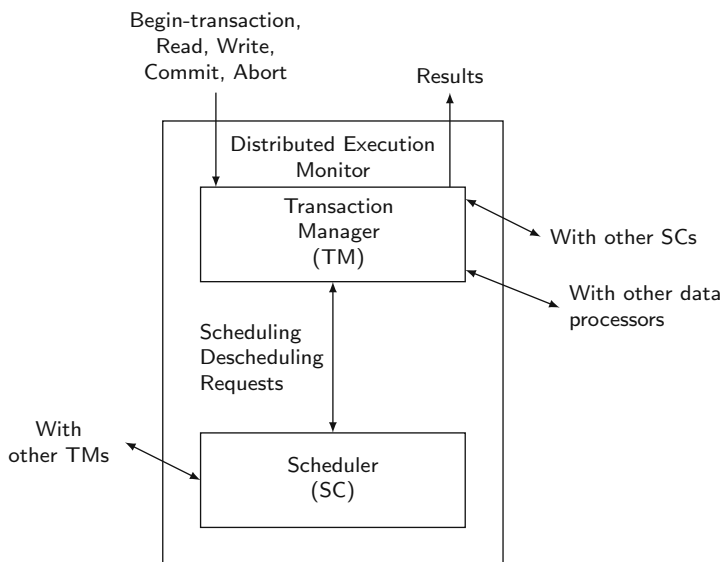 Begin-transaction,
Read, Write,
Commit, Abort
Results
Distributed Execution
Monitor
Transaction
Manager
(TM)
With other SCs
With other data
processors
Scheduling
Descheduling
Requests
With
other TMs
Scheduler
(SC)